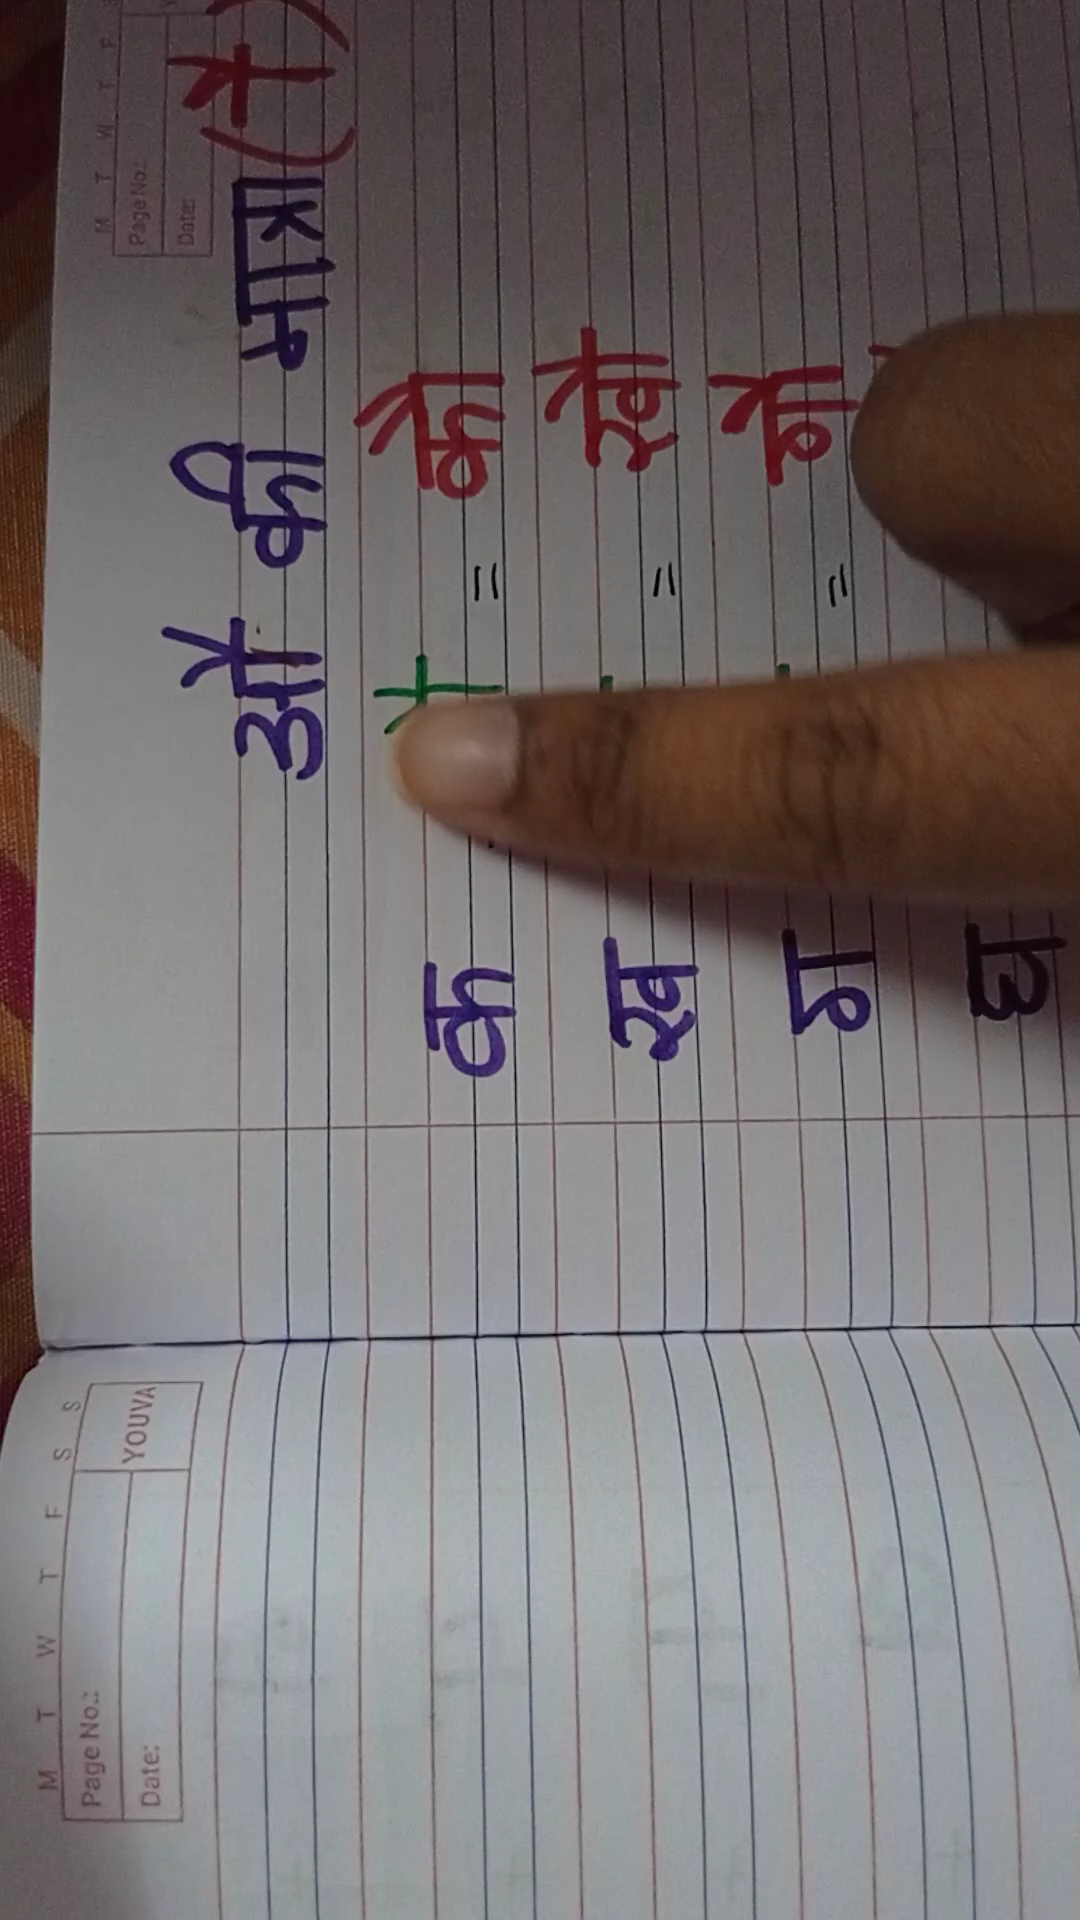 M T W T F S S
Page No.:
YOUVA
Date:
M T W T F
Page No.:
Date:
औ की मात्रा (ौ)
क ौ = कौ
ख = खौ
ग = गौ
घ